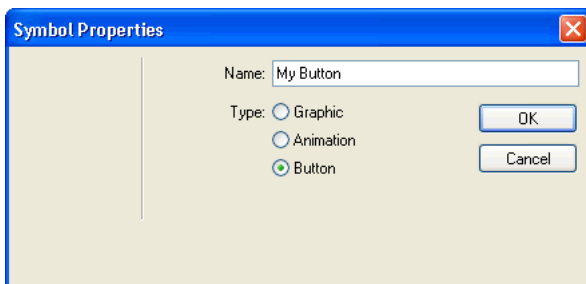 Symbol Properties
Name: My Button
Type: Graphic
OK
Animation
Button
Cancel